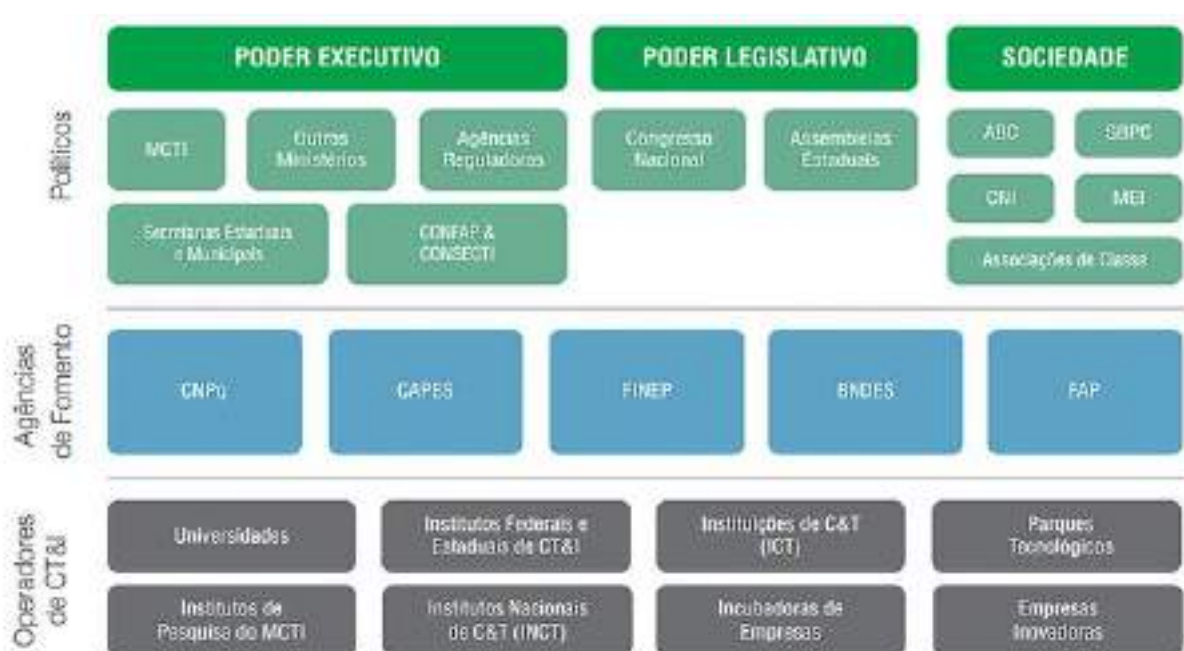 PODER EXECUTIVO
PODER LEGISLATIVO
SOCIEDADE
Políticos
MCTI
Outros
Ministérios
Agências
Reguladoras
Congresso
Nacional
Assembleias
Estaduais
ABC
SBPC
CNI
MEI
Secretarias Estaduais
e Municipais
CONFAP &
CONSECTI
Associações de Classe
Agências
de Fomento
CNPq
CAPES
FINEP
BNDES
FAP
Operadores
de CT&I
Universidades
Institutos Federais e
Estaduais de CT&I
Instituições de C&T
(ICT)
Parques
Tecnológicos
Institutos de
Pesquisa do MCTI
Institutos Nacionais
de C&T (INCT)
Incubadoras de
Empresas
Empresas
Inovadoras